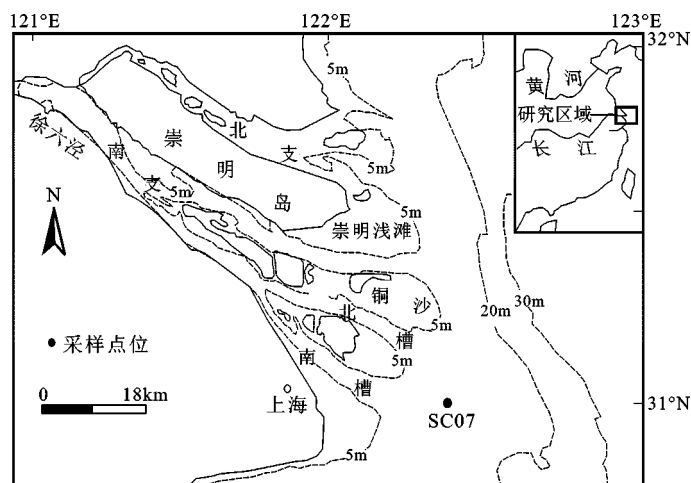 121°E
122°E
123°E
32°N
5m
黄 河
研究区域
长 江
徐六泾
南支
5m
崇明岛
北支
5m
5m
崇明浅滩
N
铜沙
5m
20m
30m
北槽
5m
南槽
采样点位
0
18km
上海
SC07
31°N
5m